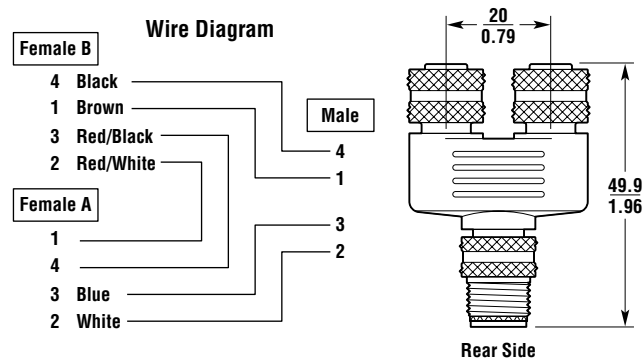 Wire Diagram
Female B
4 Black
1 Brown
3 Red/Black
2 Red/White
Female A
1
4
3 Blue
2 White
Male
4
1
3
2
20
0.79
49.9
1.96
Rear Side